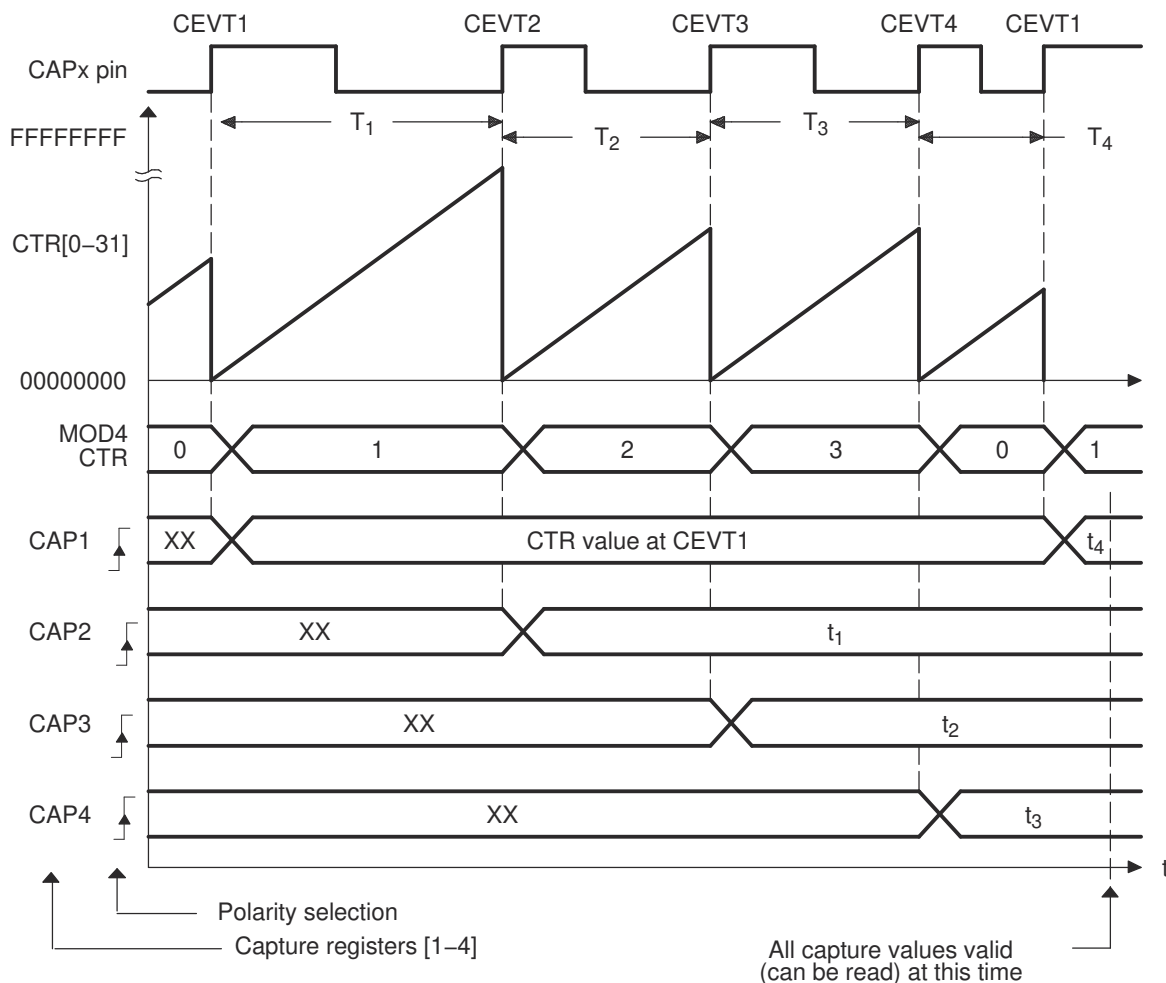 CEVT1 CEVT2 CEVT3 CEVT4 CEVT1
CAPx pin
T1 T2 T3 T4
FFFFFFFF
CTR[0−31]
00000000
MOD4
CTR
0 1 2 3 0 1
CAP1 XX CTR value at CEVT1 t4
CAP2 XX t1
CAP3 XX t2
CAP4 XX t3
t
Polarity selection
Capture registers [1−4]
All capture values valid
(can be read) at this time